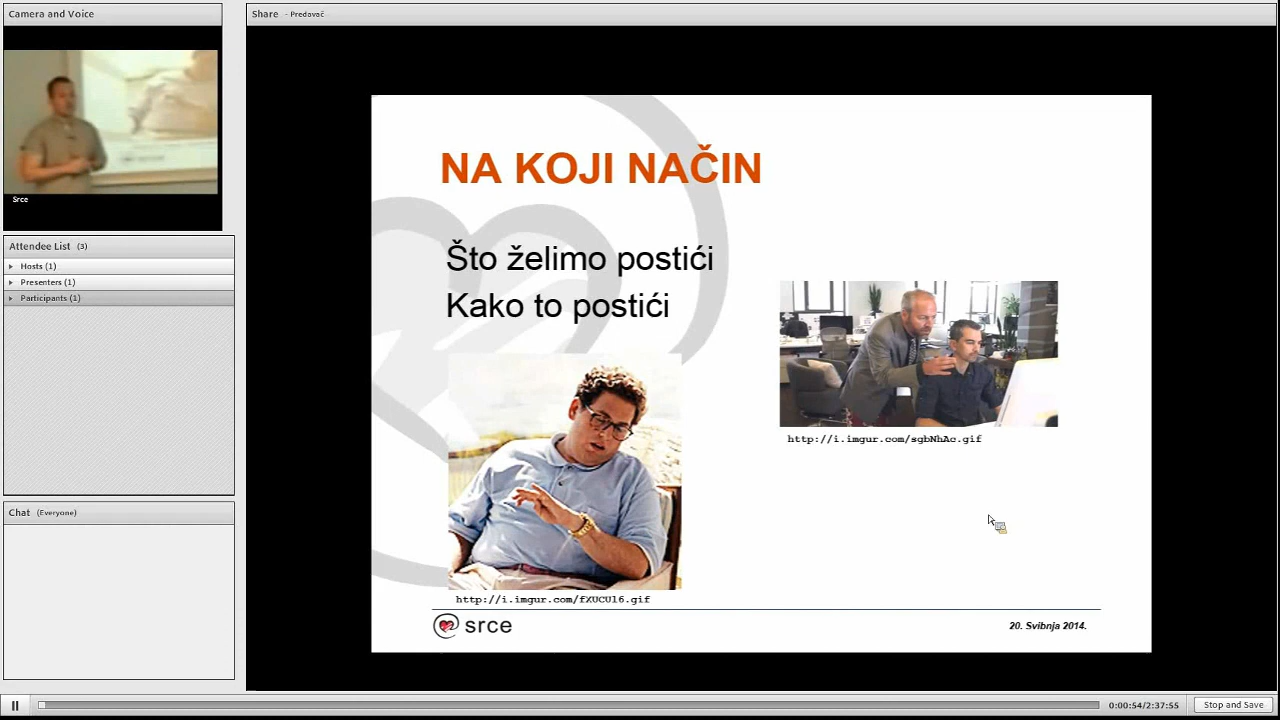 Camera and Voice
Srce
Attendee List (3)
Hosts (1)
Presenters (1)
Participants (1)
Chat (Everyone)
Share - Predavač
NA KOJI NAČIN
Što želimo postići
Kako to postići
http://i.imgur.com/sgbNhAc.gif
http://i.imgur.com/fXUCU16.gif
srce
20. Svibnja 2014.
0:00:54/2:37:55
Stop and Save